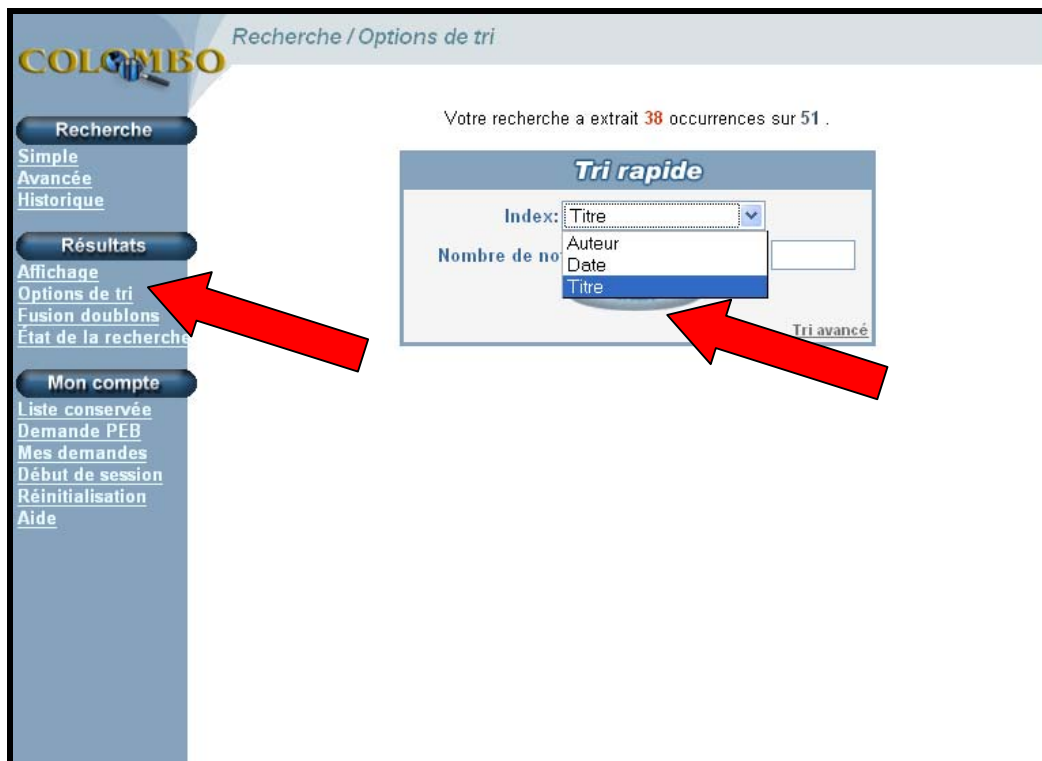 COLOMBO
Recherche / Options de tri
Recherche
Simple
Avancée
Historique
Résultats
Affichage
Options de tri
Fusion doublons
État de la recherche
Mon compte
Liste conservée
Demande PEB
Mes demandes
Début de session
Réinitialisation
Aide
Votre recherche a extrait 38 occurrences sur 51 .
Tri rapide
Index: Titre
Auteur
Nombre de no
Date
Titre
Tri avancé